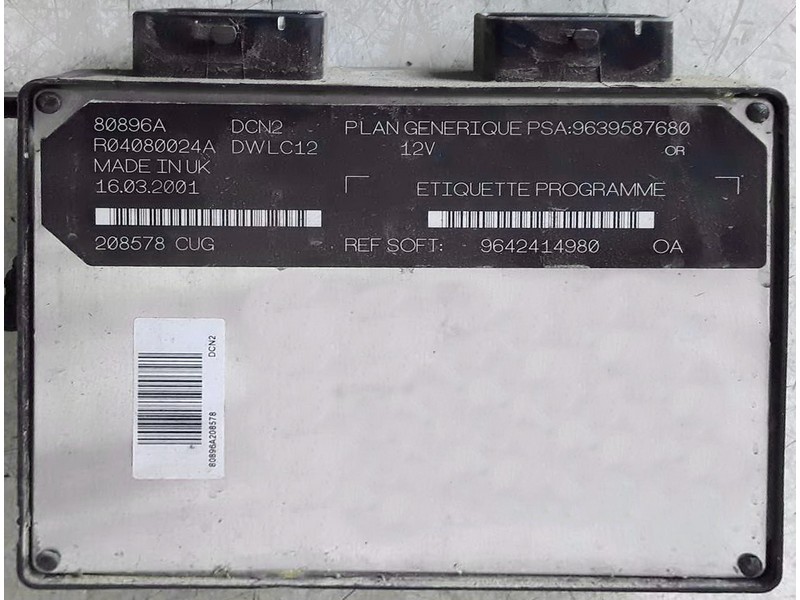 80896A DCN2 PLAN GENERIQUE PSA:9639587680
R04080024A DWLC12 12V OR
MADE IN UK
16.03.2001 ETIQUETTE PROGRAMME
208578 CUG REF SOFT: 9642414980 OA
DCN2
80896A208578